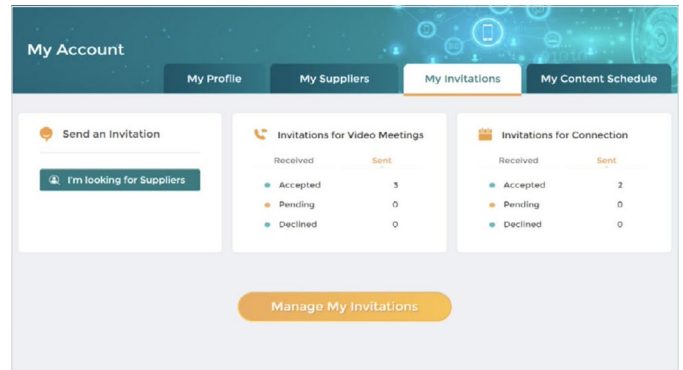 My Account
My Profile
My Suppliers
My Invitations
My Content Schedule
Send an Invitation
I'm looking for Suppliers
Invitations for Video Meetings
Received Sent
Accepted 3
Pending 0
Declined 0
Invitations for Connection
Received Sent
Accepted 2
Pending 0
Declined 0
Manage My Invitations